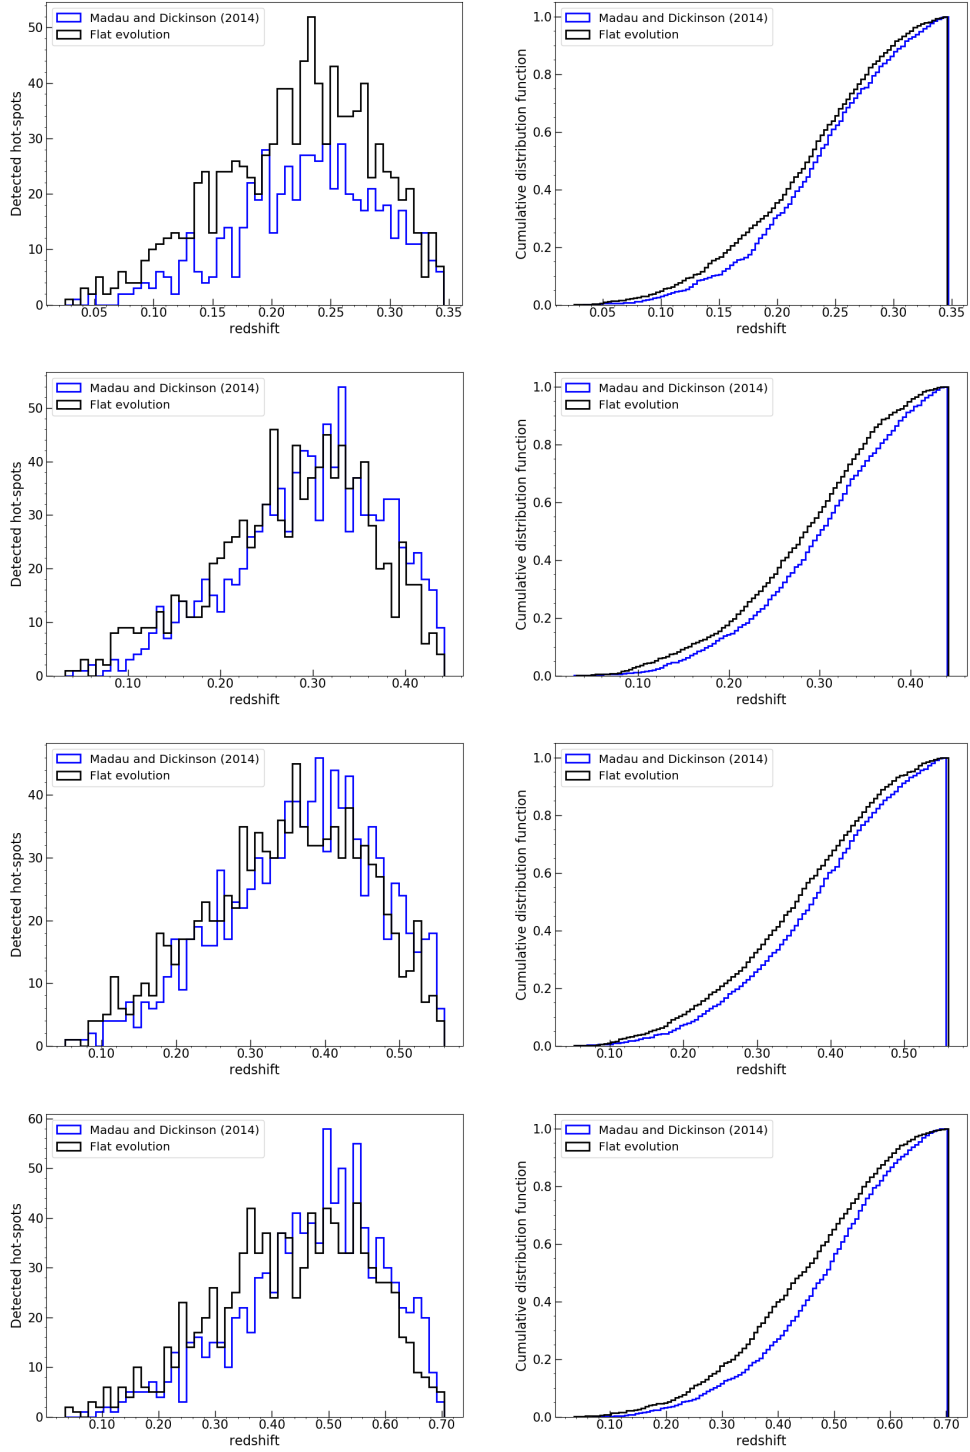 Madau and Dickinson (2014)
Flat evolution
Detected hot-spots
50
40
30
20
10
0
0.05 0.10 0.15 0.20 0.25 0.30 0.35
redshift
Madau and Dickinson (2014)
Flat evolution
Cumulative distribution function
1.0
0.8
0.6
0.4
0.2
0.0
0.05 0.10 0.15 0.20 0.25 0.30 0.35
redshift
Madau and Dickinson (2014)
Flat evolution
Detected hot-spots
50
40
30
20
10
0
0.10 0.20 0.30 0.40
redshift
Madau and Dickinson (2014)
Flat evolution
Cumulative distribution function
1.0
0.8
0.6
0.4
0.2
0.0
0.10 0.20 0.30 0.40
redshift
Madau and Dickinson (2014)
Flat evolution
Detected hot-spots
40
30
20
10
0
0.10 0.20 0.30 0.40 0.50
redshift
Madau and Dickinson (2014)
Flat evolution
Cumulative distribution function
1.0
0.8
0.6
0.4
0.2
0.0
0.10 0.20 0.30 0.40 0.50
redshift
Madau and Dickinson (2014)
Flat evolution
Detected hot-spots
60
50
40
30
20
10
0
0.10 0.20 0.30 0.40 0.50 0.60 0.70
redshift
Madau and Dickinson (2014)
Flat evolution
Cumulative distribution function
1.0
0.8
0.6
0.4
0.2
0.0
0.10 0.20 0.30 0.40 0.50 0.60 0.70
redshift